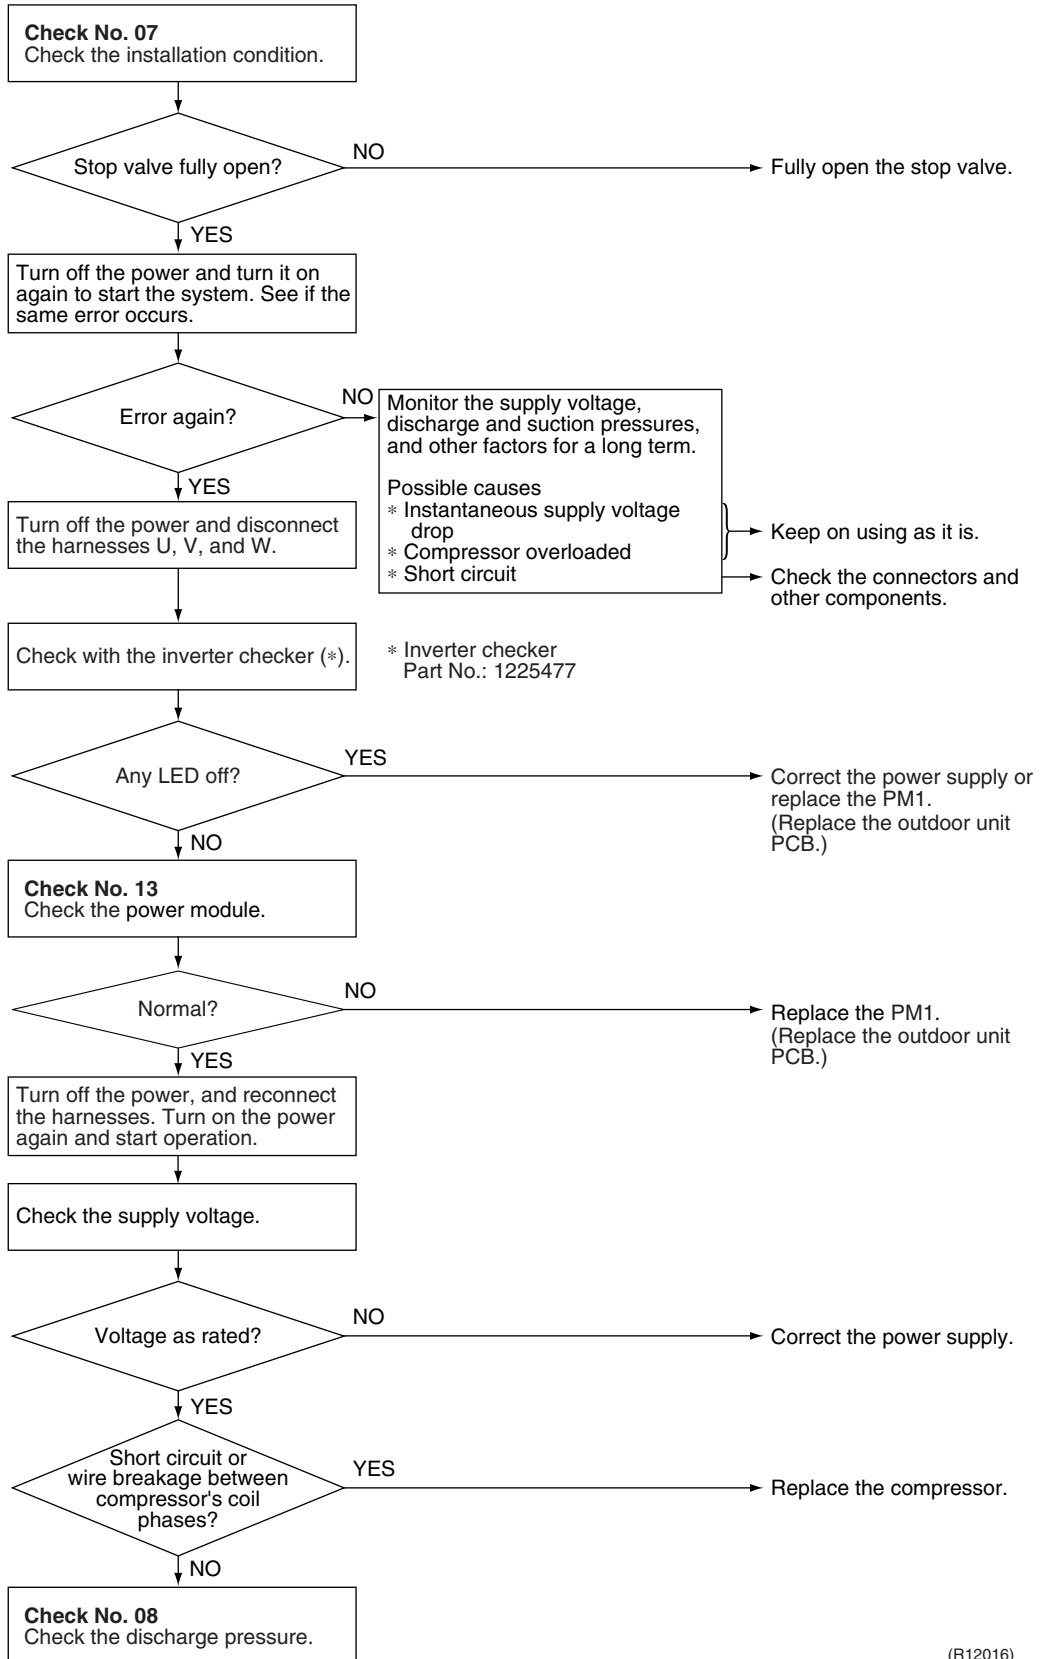 Check No. 07
Check the installation condition.
Stop valve fully open?
NO
Fully open the stop valve.
YES
Turn off the power and turn it on
again to start the system. See if the
same error occurs.
Error again?
NO
Monitor the supply voltage,
discharge and suction pressures,
and other factors for a long term.
Possible causes
* Instantaneous supply voltage
drop
* Compressor overloaded
* Short circuit
Keep on using as it is.
Check the connectors and
other components.
YES
Turn off the power and disconnect
the harnesses U, V, and W.
Check with the inverter checker (*).
* Inverter checker
Part No.: 1225477
Any LED off?
YES
Correct the power supply or
replace the PM1.
(Replace the outdoor unit
PCB.)
NO
Check No. 13
Check the power module.
Normal?
NO
Replace the PM1.
(Replace the outdoor unit
PCB.)
YES
Turn off the power, and reconnect
the harnesses. Turn on the power
again and start operation.
Check the supply voltage.
Voltage as rated?
NO
Correct the power supply.
YES
Short circuit or
wire breakage between
compressor's coil
phases?
YES
Replace the compressor.
NO
Check No. 08
Check the discharge pressure.
(R12016)